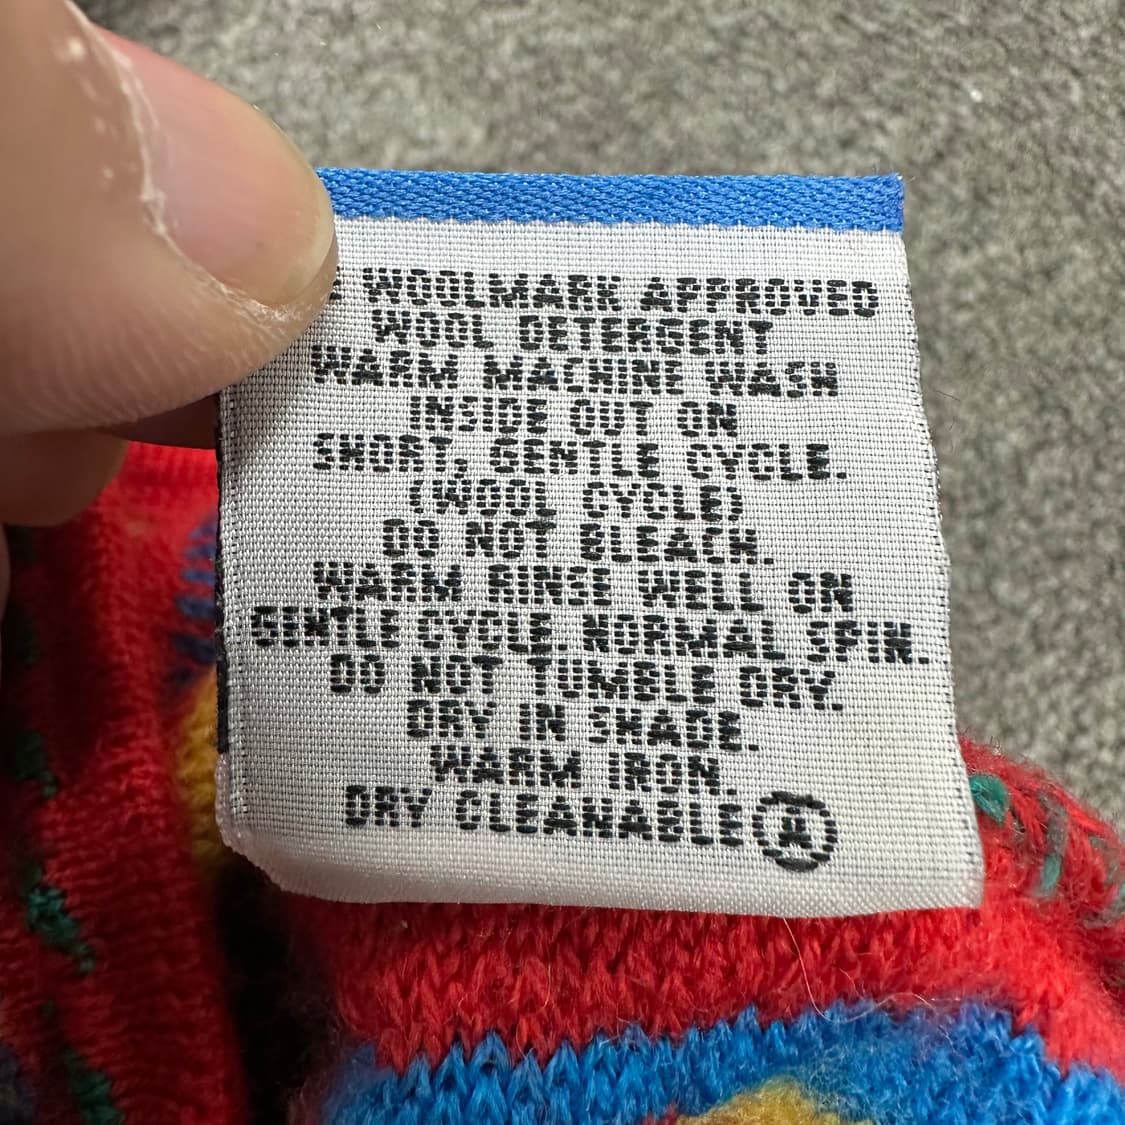 WOOLMARK APPROVED
WOOL DETERGENT
WARM MACHINE WASH
INSIDE OUT ON
SHORT, GENTLE CYCLE.
(WOOL CYCLE)
DO NOT BLEACH.
WARM RINSE WELL ON
GENTLE CYCLE. NORMAL SPIN.
DO NOT TUMBLE DRY.
DRY IN SHADE.
WARM IRON.
DRY CLEANABLE Ⓐ